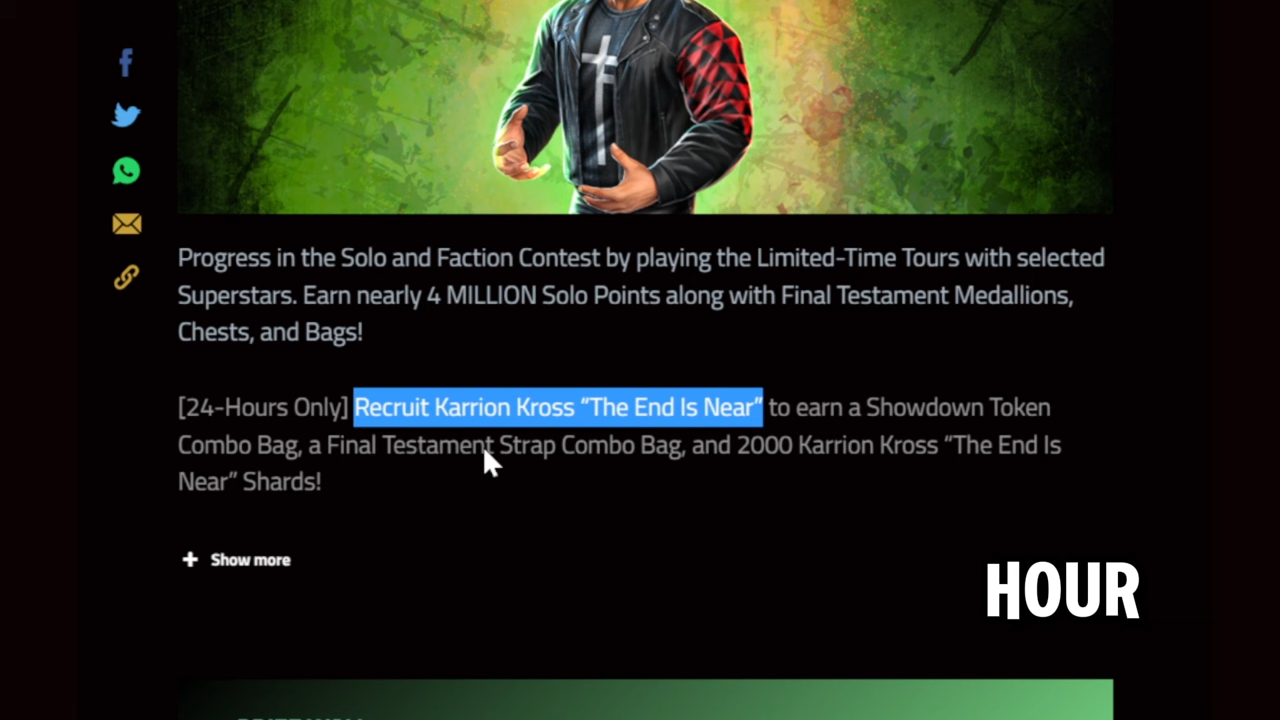 Progress in the Solo and Faction Contest by playing the Limited-Time Tours with selected
Superstars. Earn nearly 4 MILLION Solo Points along with Final Testament Medallions,
Chests, and Bags!
[24-Hours Only] Recruit Karrion Kross “The End Is Near” to earn a Showdown Token
Combo Bag, a Final Testament Strap Combo Bag, and 2000 Karrion Kross “The End Is
Near” Shards!
+ Show more
HOUR